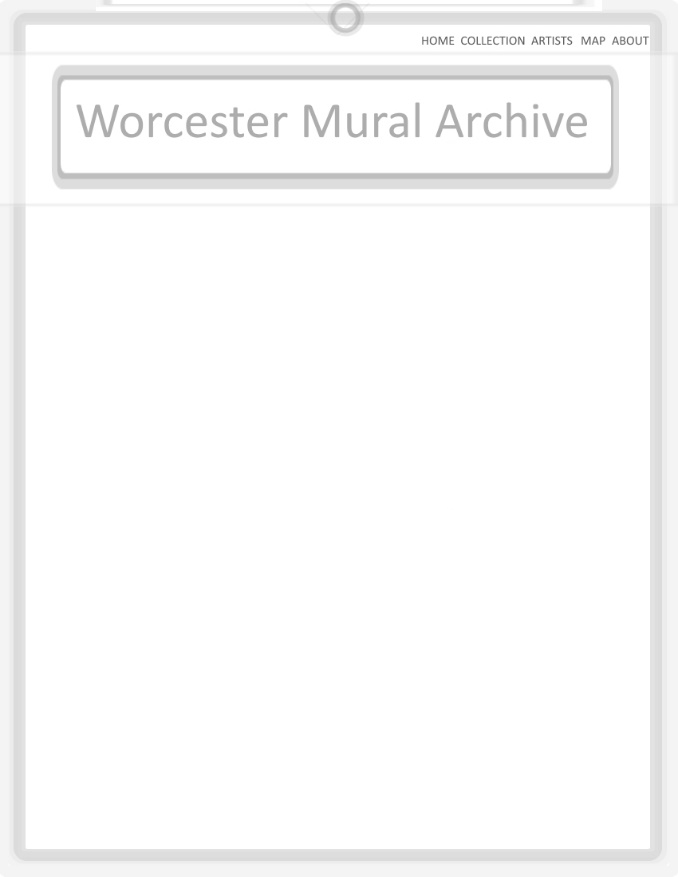 HOME COLLECTION ARTISTS MAP ABOUT
Worcester Mural Archive